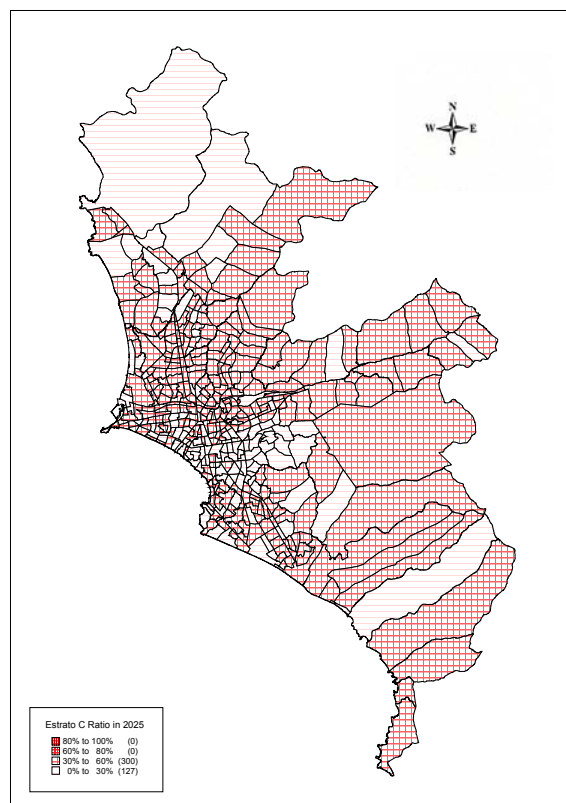 N
W E
S
Estrato C Ratio in 2025
80% to 100% (0)
60% to 80% (0)
30% to 60% (300)
0% to 30% (127)